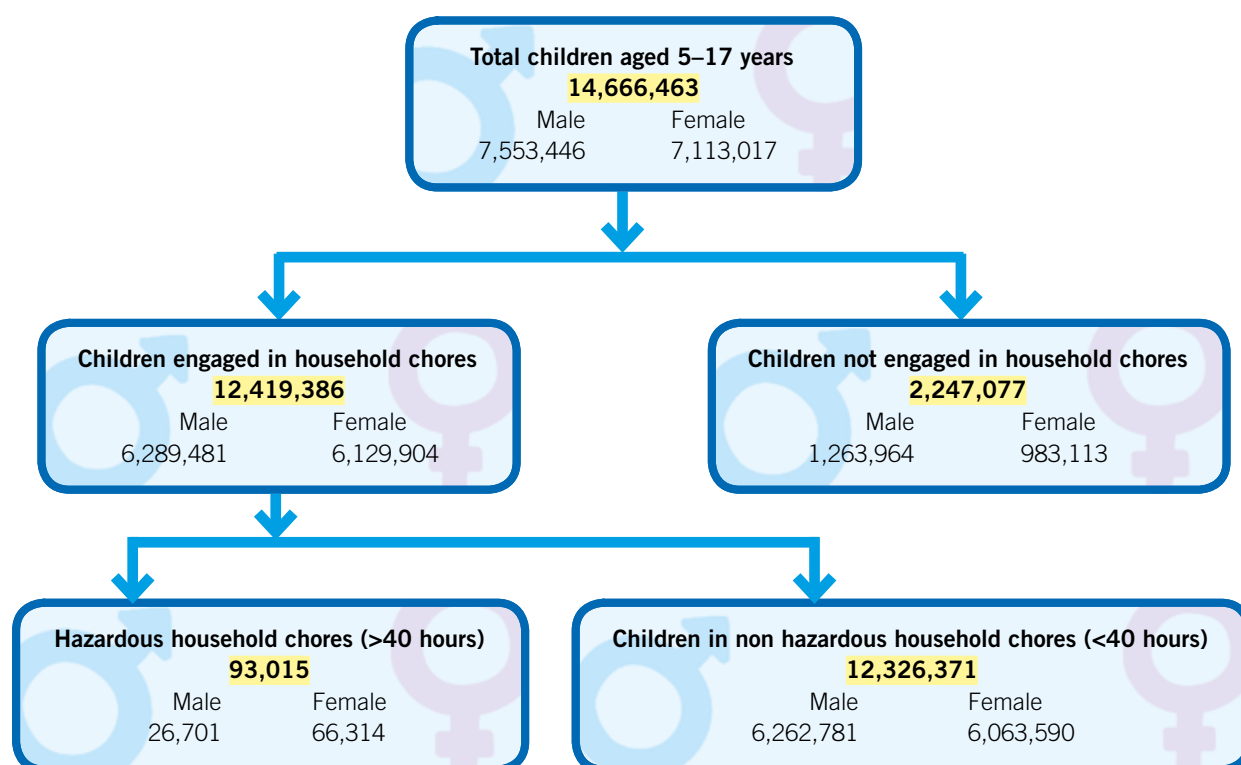 Total children aged 5–17 years
14,666,463
Male Female
7,553,446 7,113,017
Children engaged in household chores
12,419,386
Male Female
6,289,481 6,129,904
Children not engaged in household chores
2,247,077
Male Female
1,263,964 983,113
Hazardous household chores (>40 hours)
93,015
Male Female
26,701 66,314
Children in non hazardous household chores (<40 hours)
12,326,371
Male Female
6,262,781 6,063,590